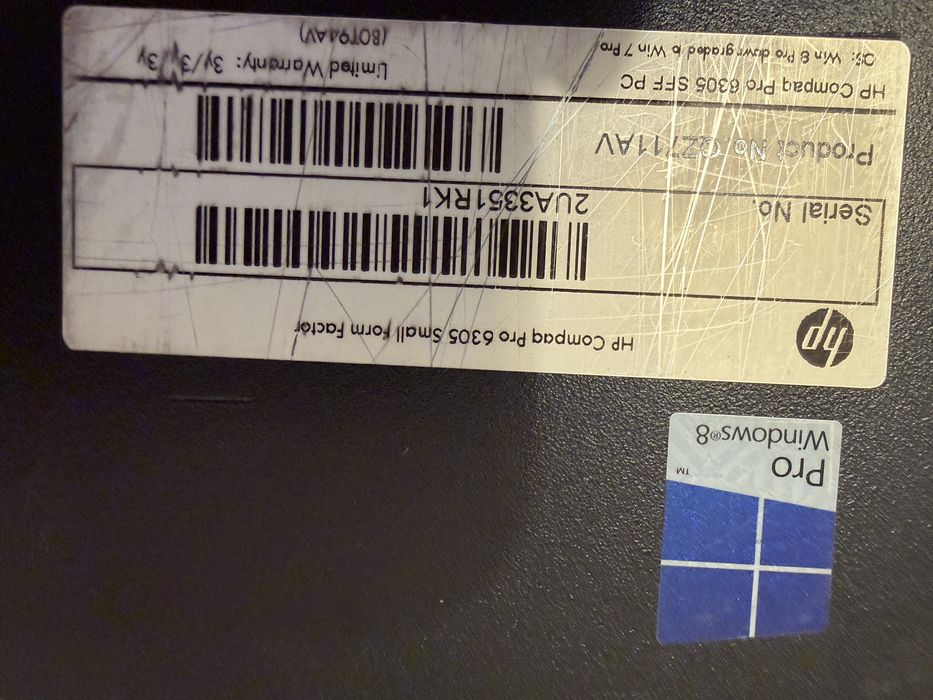 hp
HP Compaq Pro 6305 Small Form Factor
Serial No.
2UA3351RK1
Product No. QZ711AV
HP Compaq Pro 6305 SFF PC
OS: Win 8 Pro downgraded to Win 7 Pro
Limited Warrenty: 3y/3y/3y
(B0T94AV)
Pro
Windows®8
™